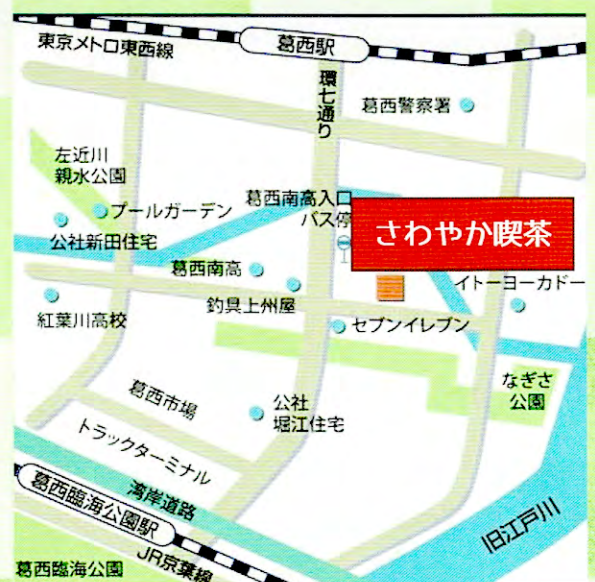 東京メトロ東西線
葛西駅
環七通り
葛西警察署
左近川
親水公園
プールガーデン
公社新田住宅
葛西南高入口
バス停
さわやか喫茶
葛西南高
釣具上州屋
イトーヨーカドー
紅葉川高校
セブンイレブン
なぎさ
公園
葛西市場
公社
堀江住宅
トラックターミナル
湾岸道路
葛西臨海公園駅
旧江戸川
JR京葉線
葛西臨海公園